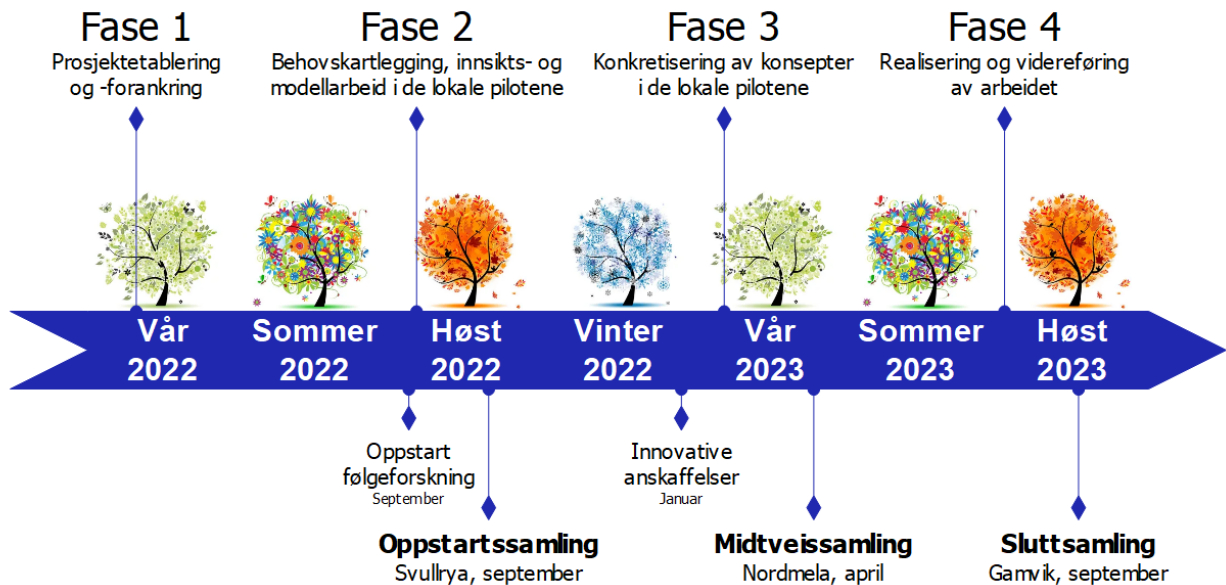 Fase 1
Prosjektetablering
og -forankring
Fase 2
Behovskartlegging, innsikts- og
modellarbeid i de lokale pilotene
Fase 3
Konkretisering av konsepter
i de lokale pilotene
Fase 4
Realisering og videreføring
av arbeidet
Vår
2022
Sommer
2022
Høst
2022
Vinter
2022
Vår
2023
Sommer
2023
Høst
2023
Oppstart
følgeforskning
September
Innovative
anskaffelser
Januar
Oppstartssamling
Svullrya, september
Midtveissamling
Nordmela, april
Sluttsamling
Gamvik, september